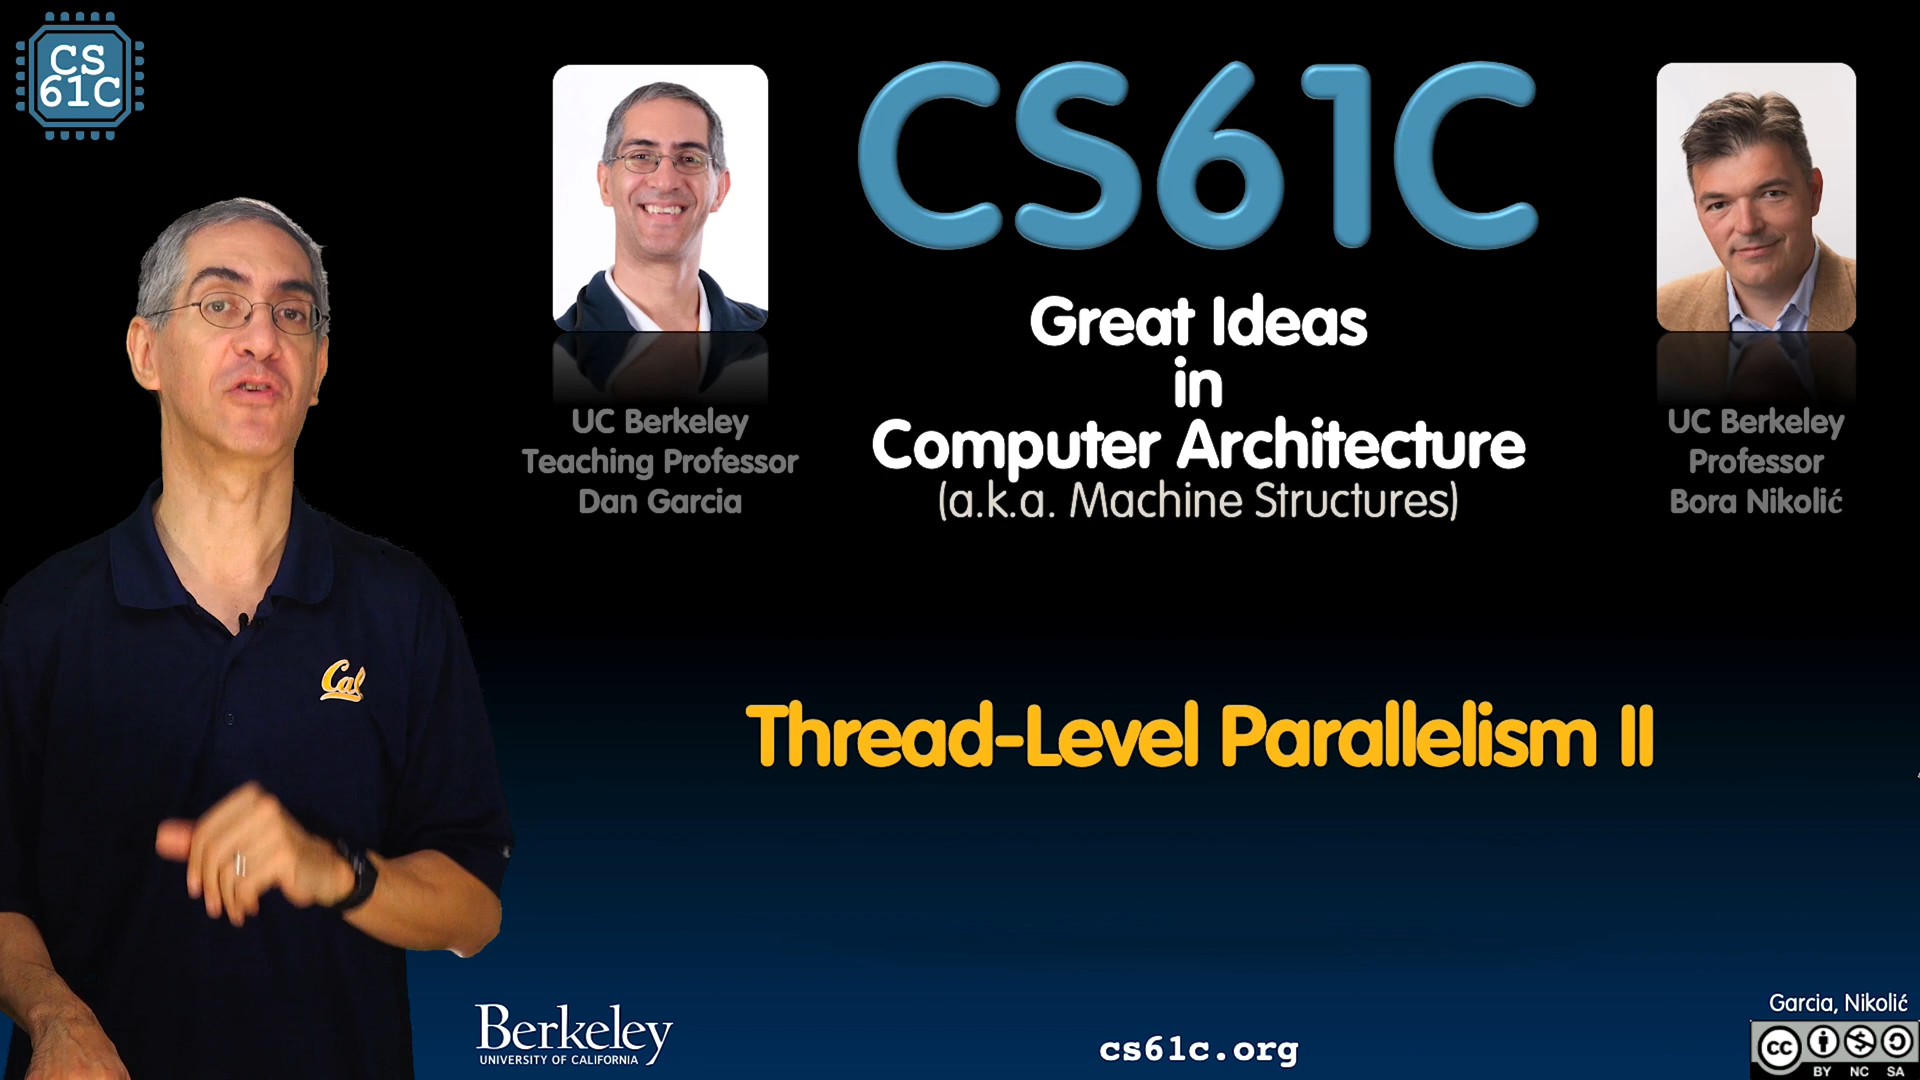 CS
61C
CS61C
Great Ideas
in
Computer Architecture
(a.k.a. Machine Structures)
UC Berkeley
Teaching Professor
Dan Garcia
UC Berkeley
Professor
Bora Nikolić
Cal
Thread-Level Parallelism II
Berkeley
UNIVERSITY OF CALIFORNIA
cs61c.org
Garcia, Nikolić
cc
BY NC SA